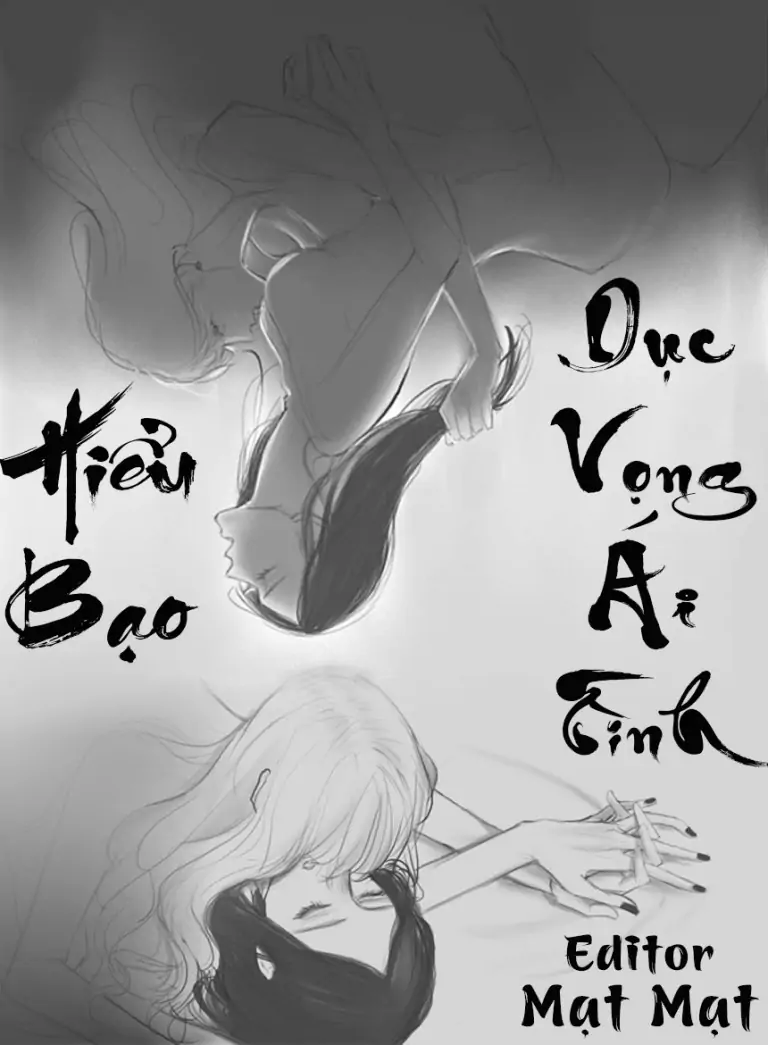 Hiểu
Bạo
Dục
Vọng
Ái
Tình
Editor
Mạt Mạt